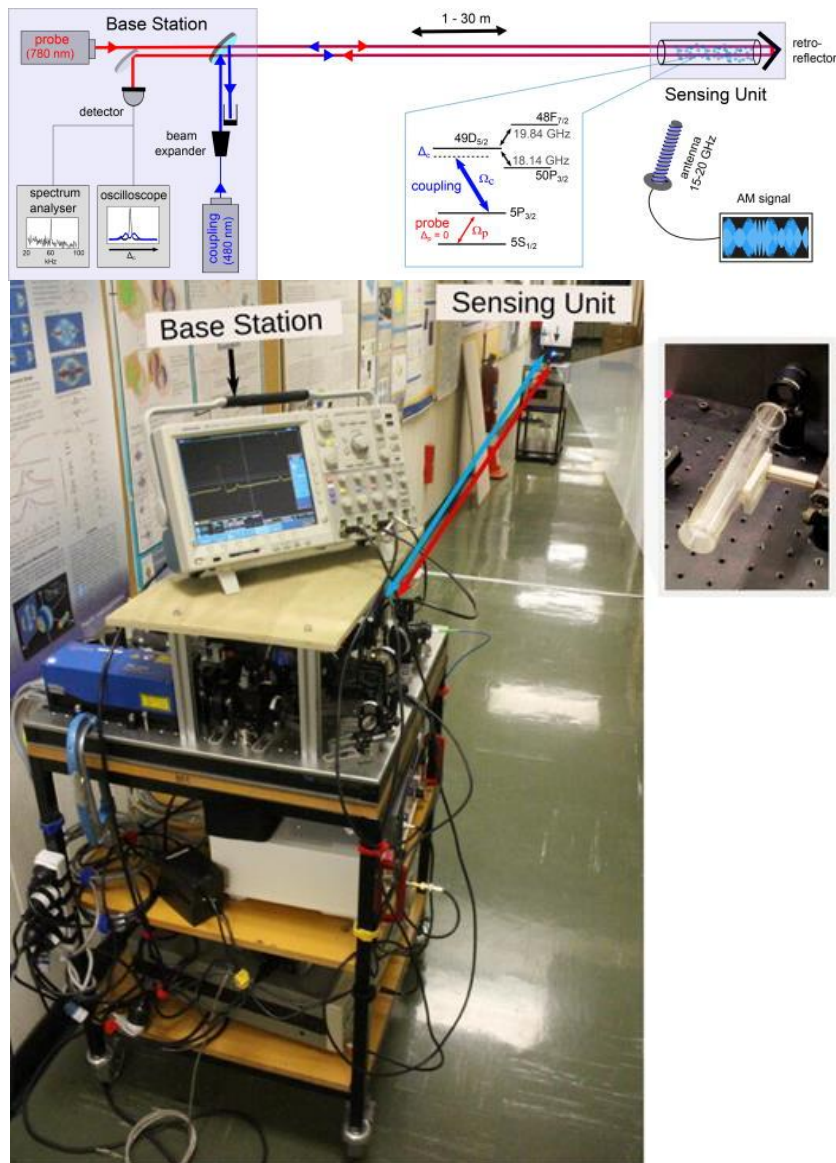 Base Station
probe
(780 nm)
detector
beam
expander
spectrum
analyser
20 60 100
kHz
oscilloscope
Δc
coupling
(480 nm)
1 - 30 m
retro-
reflector
Sensing Unit
48F7/2
19.84 GHz
49D5/2
Δc
18.14 GHz
50P3/2
Ωc
coupling
5P3/2
probe
Δp = 0
Ωp
5S1/2
antenna
15-20 GHz
AM signal
Base Station
Sensing Unit